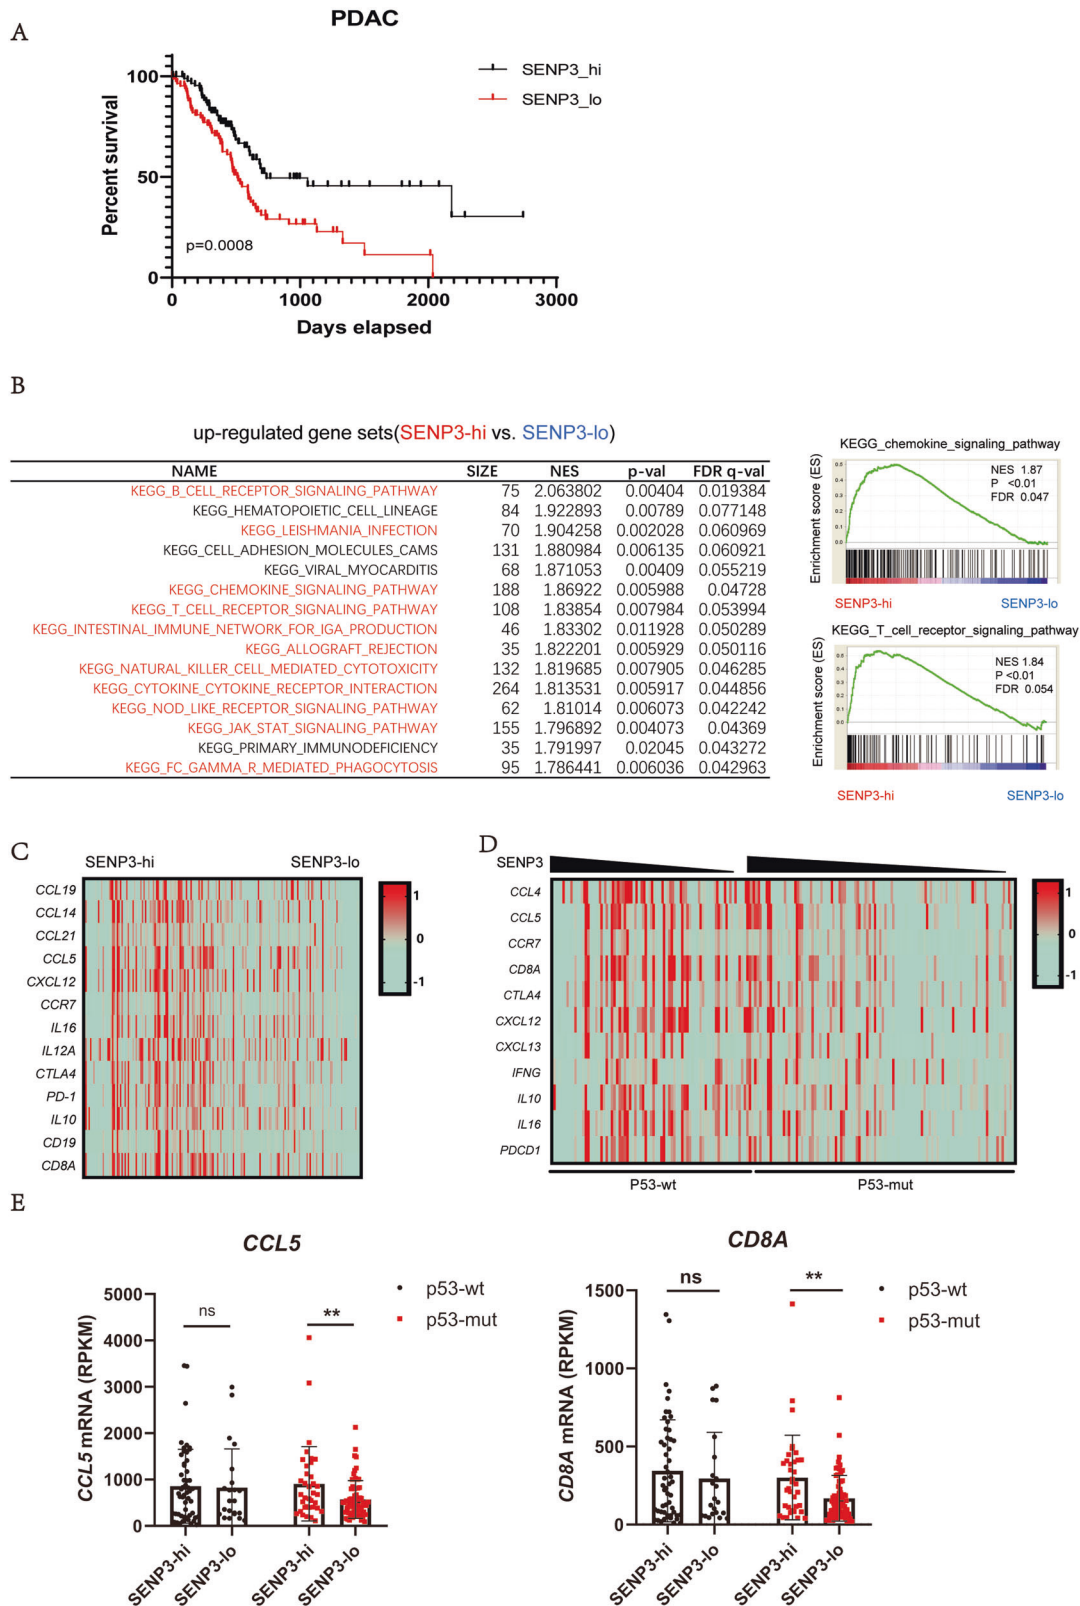 A
PDAC
SENP3_hi
SENP3_lo
Percent survival
100
50
0
p=0.0008
0 1000 2000 3000
Days elapsed
B
up-regulated gene sets(SENP3-hi vs. SENP3-lo)
NAME SIZE NES p-val FDR q-val
KEGG_B_CELL_RECEPTOR_SIGNALING_PATHWAY 75 2.063802 0.00404 0.019384
KEGG_HEMATOPOIETIC_CELL_LINEAGE 84 1.922893 0.00789 0.077148
KEGG_LEISHMANIA_INFECTION 70 1.904258 0.002028 0.060969
KEGG_CELL_ADHESION_MOLECULES_CAMS 131 1.880984 0.006135 0.060921
KEGG_VIRAL_MYOCARDITIS 68 1.871053 0.00409 0.055219
KEGG_CHEMOKINE_SIGNALING_PATHWAY 188 1.86922 0.005988 0.04728
KEGG_T_CELL_RECEPTOR_SIGNALING_PATHWAY 108 1.83854 0.007984 0.053994
KEGG_INTESTINAL_IMMUNE_NETWORK_FOR_IGA_PRODUCTION 46 1.83302 0.011928 0.050289
KEGG_ALLOGRAFT_REJECTION 35 1.822201 0.005929 0.050116
KEGG_NATURAL_KILLER_CELL_MEDIATED_CYTOTOXICITY 132 1.819685 0.007905 0.046285
KEGG_CYTOKINE_CYTOKINE_RECEPTOR_INTERACTION 264 1.813531 0.005917 0.044856
KEGG_NOD_LIKE_RECEPTOR_SIGNALING_PATHWAY 62 1.81014 0.006073 0.042242
KEGG_JAK_STAT_SIGNALING_PATHWAY 155 1.796892 0.004073 0.04369
KEGG_PRIMARY_IMMUNODEFICIENCY 35 1.791997 0.02045 0.043272
KEGG_FC_GAMMA_R_MEDIATED_PHAGOCYTOSIS 95 1.786441 0.006036 0.042963
KEGG_chemokine_signaling_pathway
Enrichment score (ES)
NES 1.87
P <0.01
FDR 0.047
SENP3-hi SENP3-lo
KEGG_T_cell_receptor_signaling_pathway
Enrichment score (ES)
NES 1.84
P <0.01
FDR 0.054
SENP3-hi SENP3-lo
C
SENP3-hi SENP3-lo
CCL19
CCL14
CCL21
CCL5
CXCL12
CCR7
IL16
IL12A
CTLA4
PD-1
IL10
CD19
CD8A
1
0
-1
D
SENP3
CCL4
CCL5
CCR7
CD8A
CTLA4
CXCL12
CXCL13
IFNG
IL10
IL16
PDCD1
1
0
-1
P53-wt P53-mut
E
CCL5
CCL5 mRNA (RPKM)
5000
4000
3000
2000
1000
0
ns **
p53-wt
p53-mut
SENP3-hi SENP3-lo SENP3-hi SENP3-lo
CD8A
CD8A mRNA (RPKM)
1500
1000
500
0
ns **
p53-wt
p53-mut
SENP3-hi SENP3-lo SENP3-hi SENP3-lo